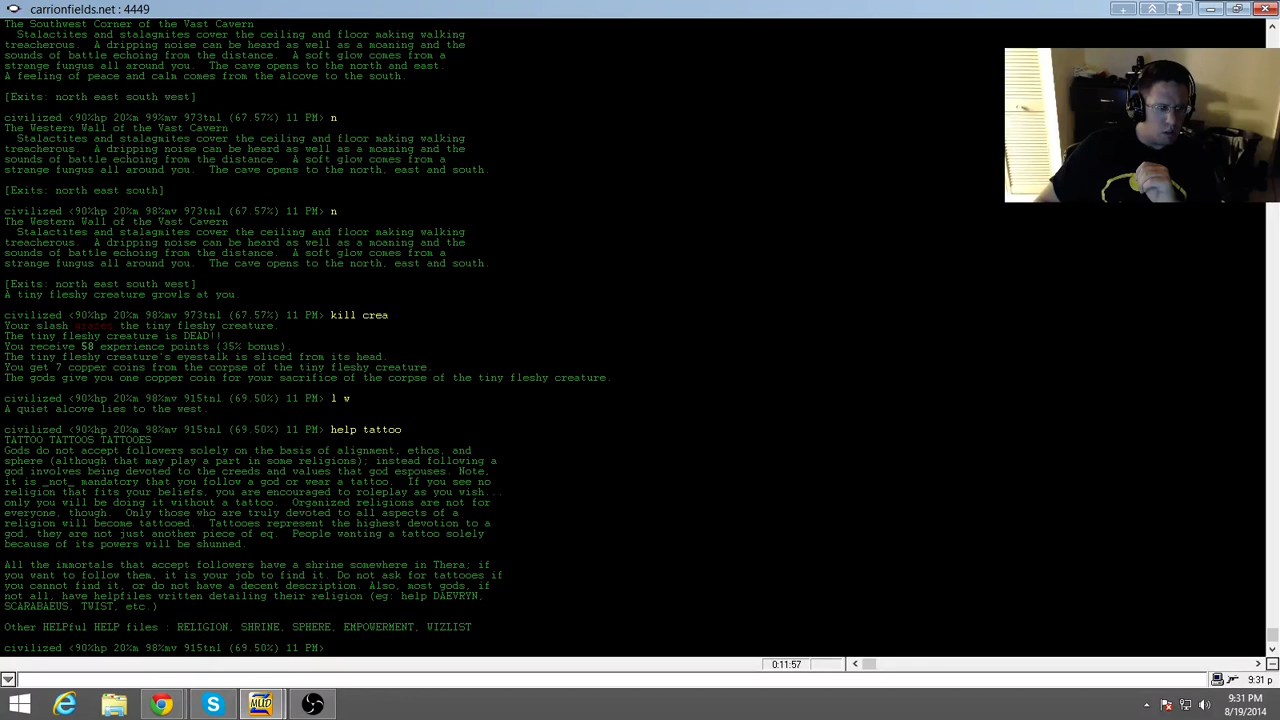 carrionfields.net : 4449
The Southwest Corner of the Vast Cavern
Stalactites and stalagmites cover the ceiling and floor making walking
treacherous. A dripping noise can be heard as well as a moaning and the
sounds of battle echoing from the distance. A soft glow comes from a
strange fungus all around you. The cave opens to the north and east.
A feeling of peace and calm comes from the alcove to the south.
[Exits: north east south west]
civilized <90%hp 20%m 98%mv 973tnl (67.57%) 11 PM> n
The Western Wall of the Vast Cavern
Stalactites and stalagmites cover the ceiling and floor making walking
treacherous. A dripping noise can be heard as well as a moaning and the
sounds of battle echoing from the distance. A soft glow comes from a
strange fungus all around you. The cave opens to the north, east and south.
[Exits: north east south]
civilized <90%hp 20%m 98%mv 973tnl (67.57%) 11 PM> n
The Western Wall of the Vast Cavern
Stalactites and stalagmites cover the ceiling and floor making walking
treacherous. A dripping noise can be heard as well as a moaning and the
sounds of battle echoing from the distance. A soft glow comes from a
strange fungus all around you. The cave opens to the north, east and south.
[Exits: north east south west]
A tiny fleshy creature growls at you.
civilized <90%hp 20%m 98%mv 973tnl (67.57%) 11 PM> kill crea
Your slash grazes the tiny fleshy creature.
The tiny fleshy creature is DEAD!!
You receive 58 experience points (35% bonus).
The tiny fleshy creature's eyestalk is sliced from its head.
You get 7 copper coins from the corpse of the tiny fleshy creature.
The gods give you one copper coin for your sacrifice of the corpse of the tiny fleshy creature.
civilized <90%hp 20%m 98%mv 915tnl (69.50%) 11 PM> l w
A quiet alcove lies to the west.
civilized <90%hp 20%m 98%mv 915tnl (69.50%) 11 PM> help tattoo
TATTOO TATTOOS TATTOOES
Gods do not accept followers solely on the basis of alignment, ethos, and
sphere (although that may play a part in some religions); instead following a
god involves being devoted to the creeds and values that god espouses. Note,
it is _not_ mandatory that you follow a god or wear a tattoo. If you see no
religion that fits your beliefs, you are encouraged to roleplay as you wish...
only you will be doing it without a tattoo. Organized religions are not for
everyone, though. Only those who are truly devoted to all aspects of a
religion will become tattooed. Tattooes represent the highest devotion to a
god, they are not just another piece of eq. People wanting a tattoo solely
because of its powers will be shunned.
All the immortals that accept followers have a shrine somewhere in Thera; if
you want to follow them, it is your job to find it. Do not ask for tattooes if
you cannot find it, or do not have a decent description. Also, most gods, if
not all, have helpfiles written detailing their religion (eg: help DAEVRYN,
SCARABAEUS, TWIST, etc.)
Other HELPful HELP files : RELIGION, SHRINE, SPHERE, EMPOWERMENT, WIZLIST
civilized <90%hp 20%m 98%mv 915tnl (69.50%) 11 PM>
0:11:57
9:31 p
9:31 PM
8/19/2014